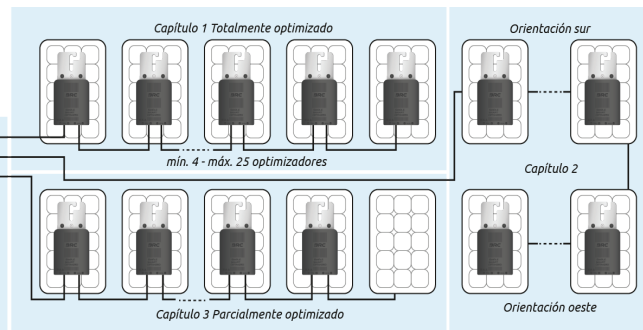 Capítulo 1 Totalmente optimizado
mín. 4 - máx. 25 optimizadores
Capítulo 3 Parcialmente optimizado
Orientación sur
Capítulo 2
Orientación oeste